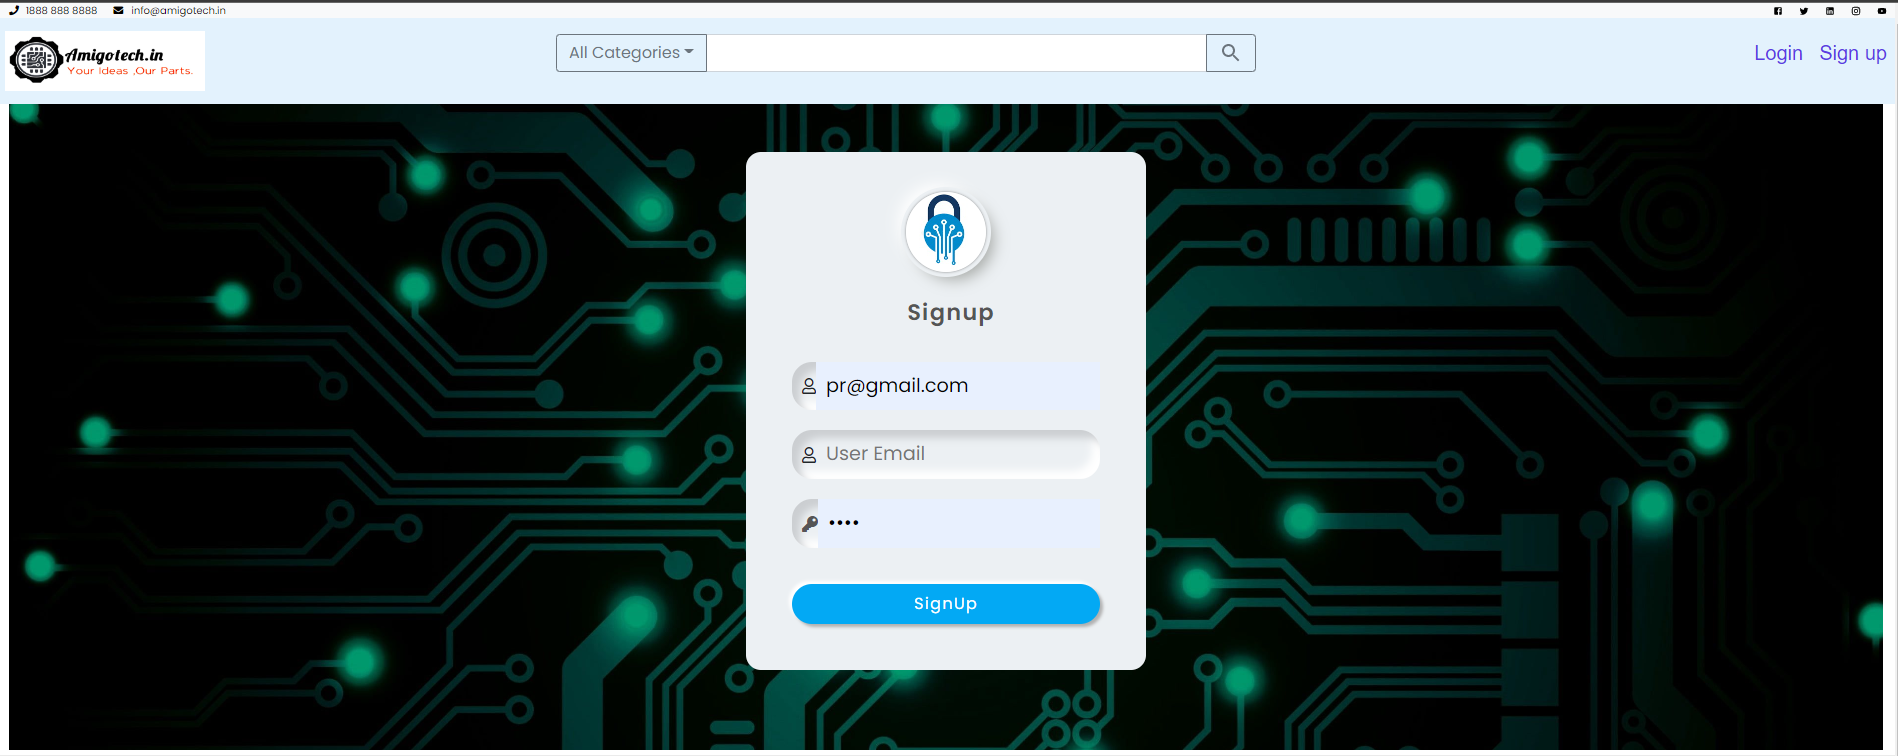 1888 888 8888 info@amigotech.in
Amigotech.in
Your Ideas ,Our Parts.
All Categories
Login Sign up
Signup
pr@gmail.com
User Email
••••
SignUp